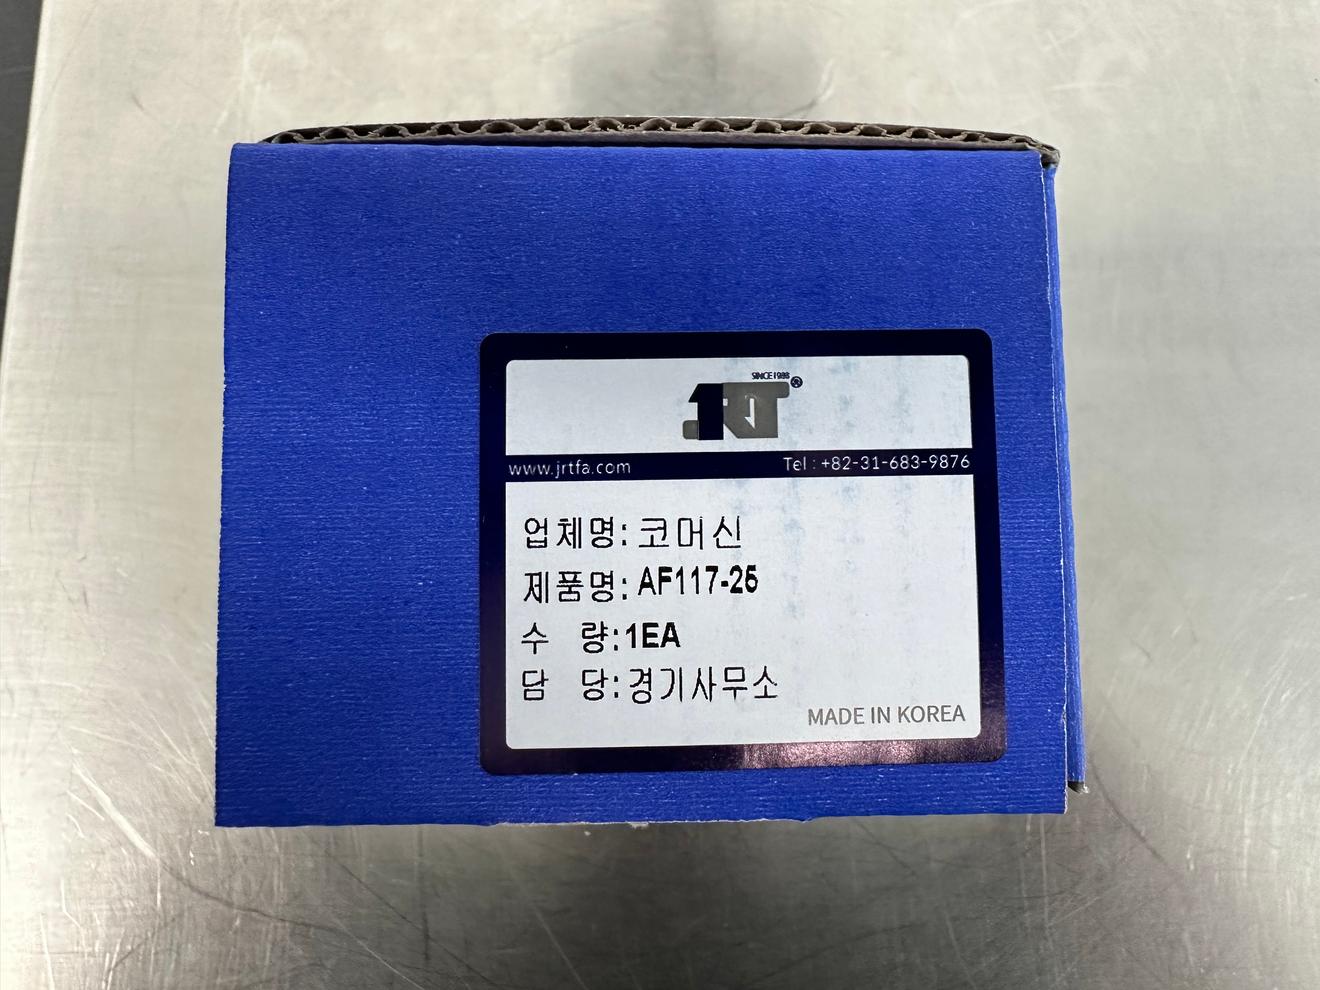 SINCE 1988
JRT
www.jrtfa.com Tel : +82-31-683-9876
업체명: 코머신
제품명: AF117-25
수 량:1EA
담 당:경기사무소
MADE IN KOREA